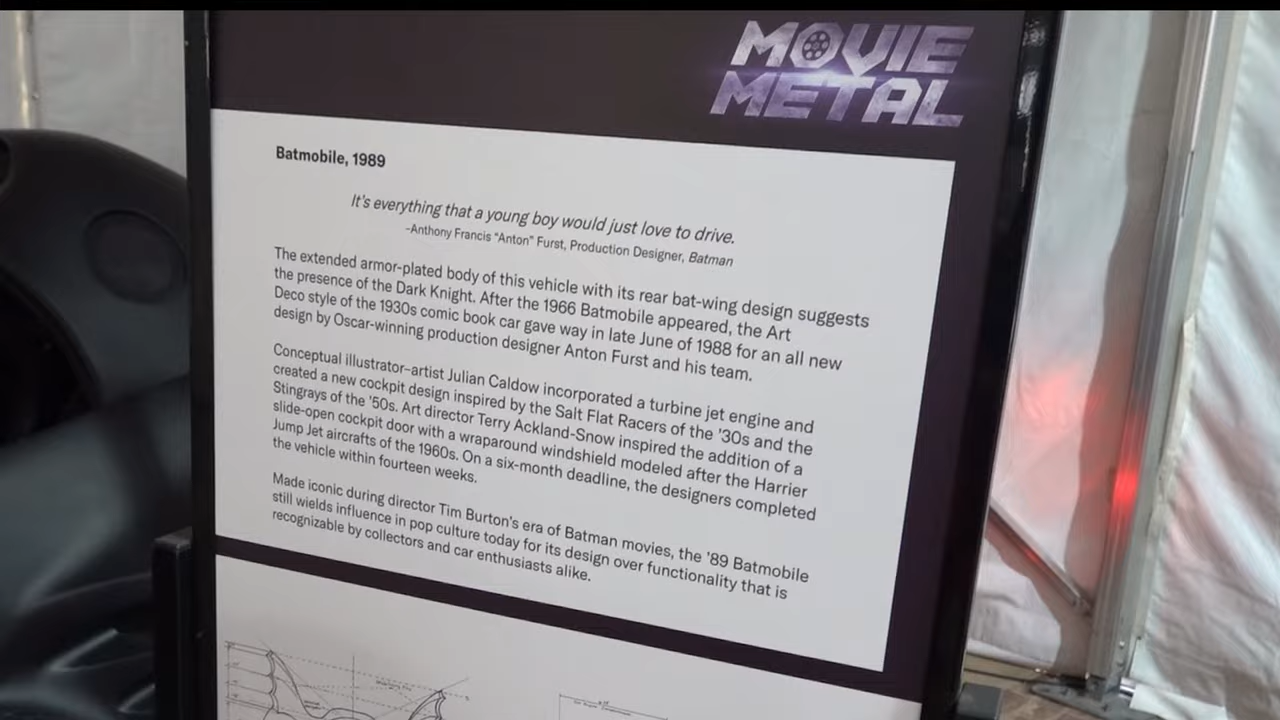 MOVIE
METAL
Batmobile, 1989
It's everything that a young boy would just love to drive.
-Anthony Francis "Anton" Furst, Production Designer, Batman
The extended armor-plated body of this vehicle with its rear bat-wing design suggests
the presence of the Dark Knight. After the 1966 Batmobile appeared, the Art
Deco style of the 1930s comic book car gave way in late June of 1988 for an all new
design by Oscar-winning production designer Anton Furst and his team.
Conceptual illustrator–artist Julian Caldow incorporated a turbine jet engine and
created a new cockpit design inspired by the Salt Flat Racers of the '30s and the
Stingrays of the '50s. Art director Terry Ackland-Snow inspired the addition of a
slide-open cockpit door with a wraparound windshield modeled after the Harrier
Jump Jet aircrafts of the 1960s. On a six-month deadline, the designers completed
the vehicle within fourteen weeks.
Made iconic during director Tim Burton's era of Batman movies, the '89 Batmobile
still wields influence in pop culture today for its design over functionality that is
recognizable by collectors and car enthusiasts alike.